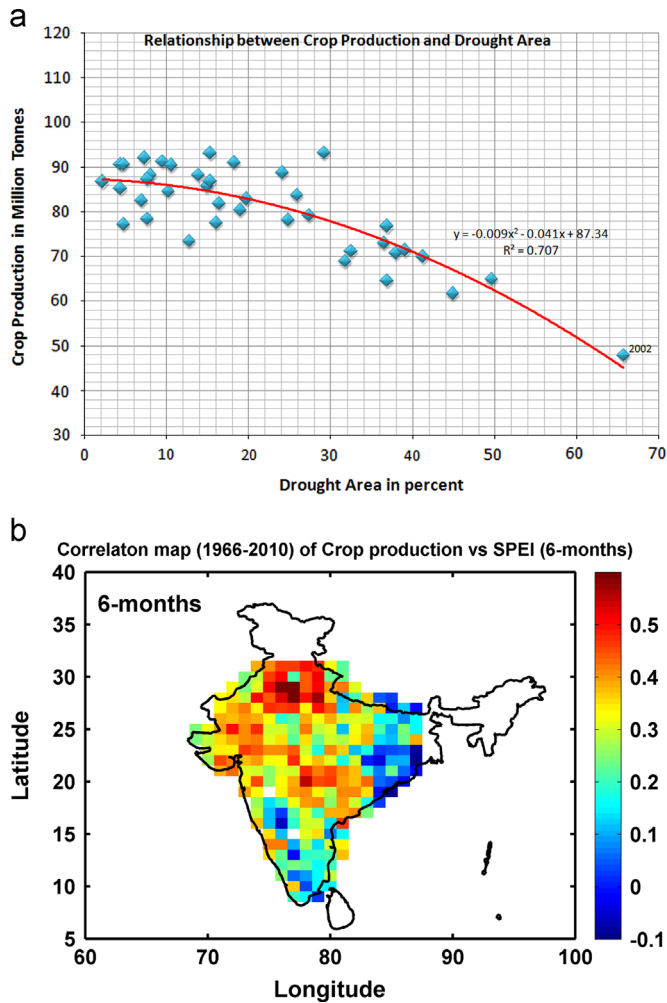 a
Relationship between Crop Production and Drought Area
120
110
100
90
80
70
60
50
40
30
Crop Production in Million Tonnes
y = -0.009x² - 0.041x + 87.34
R² = 0.707
2002
0 10 20 30 40 50 60 70
Drought Area in percent
b
Correlaton map (1966-2010) of Crop production vs SPEI (6-months)
6-months
40
35
30
25
20
15
10
5
Latitude
60 70 80 90 100
Longitude
0.5
0.4
0.3
0.2
0.1
0
-0.1